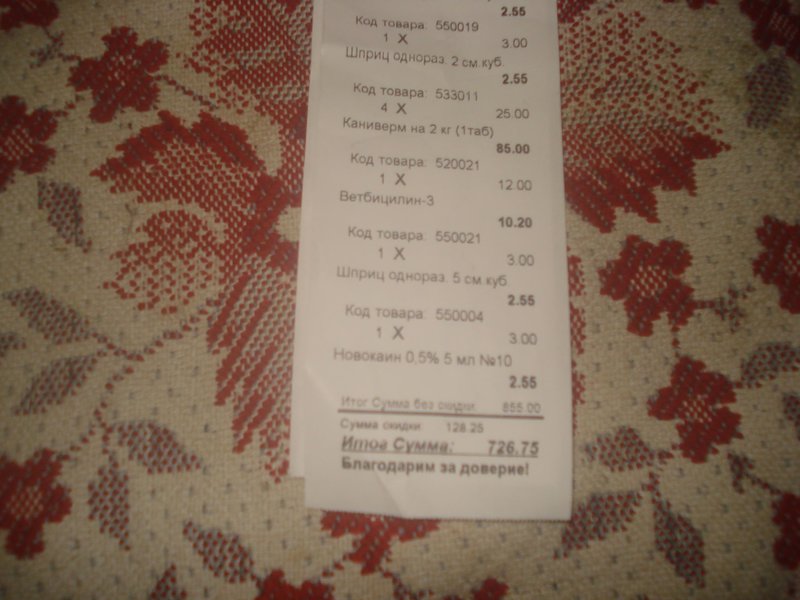 2.55
Код товара: 550019
1 X 3.00
Шприц однораз. 2 см.куб.
2.55
Код товара: 533011
4 X 25.00
Каниверм на 2 кг (1таб)
85.00
Код товара: 520021
1 X 12.00
Ветбицилин-3
10.20
Код товара: 550021
1 X 3.00
Шприц однораз. 5 см.куб.
2.55
Код товара: 550004
1 X 3.00
Новокаин 0,5% 5 мл №10
2.55
Итог Сумма без скидки: 855.00
Сумма скидки 128.25
Итог Сумма: 726.75
Благодарим за доверие!